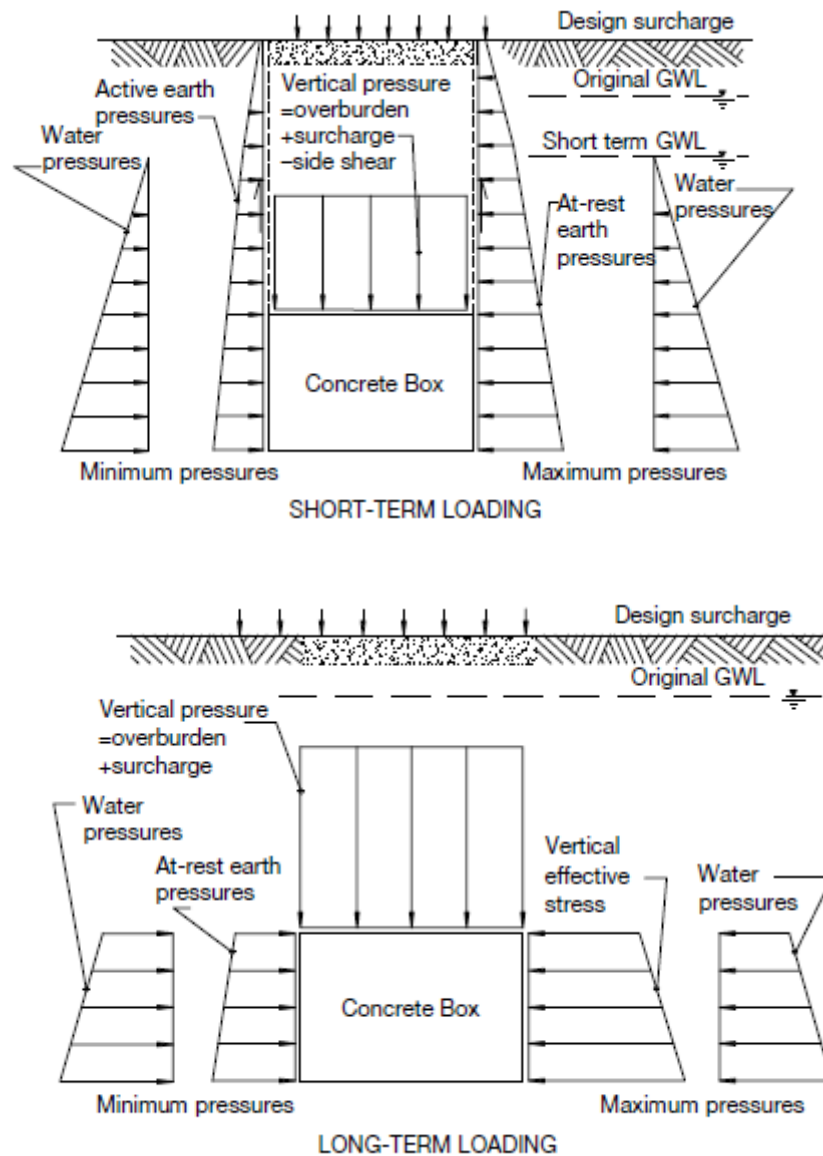 Design surcharge
Original GWL
Active earth
pressures
Water
pressures
Vertical pressure
=overburden
+surcharge
–side shear
Short term GWL
Water
pressures
At-rest
earth
pressures
Concrete Box
Minimum pressures
Maximum pressures
SHORT-TERM LOADING
Design surcharge
Original GWL
Vertical pressure
=overburden
+surcharge
Water
pressures
At-rest earth
pressures
Vertical
effective
stress
Water
pressures
Concrete Box
Minimum pressures
Maximum pressures
LONG-TERM LOADING